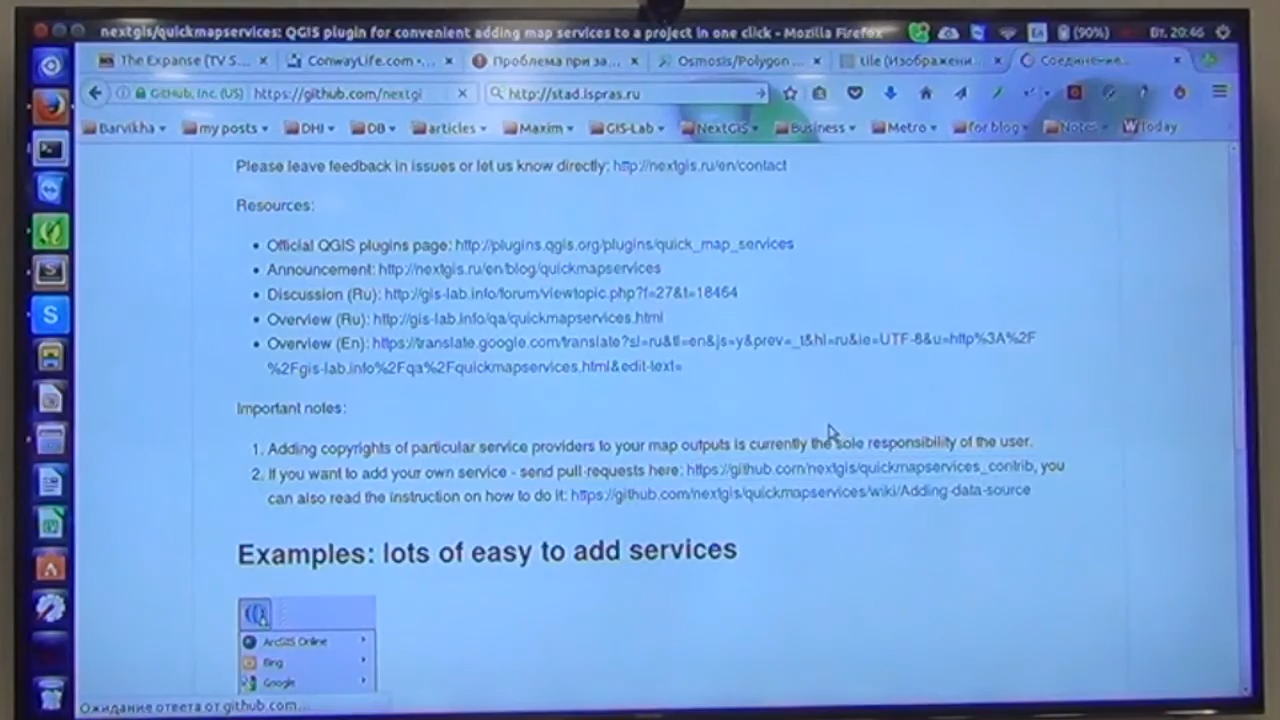 nextgis/quickmapservices: QGIS plugin for convenient adding map services to a project in one click - Mozilla Firefox
(90%)
Вт, 20:46
The Expanse (TV S...
ConwayLife.com •...
Проблема при за...
Osmosis/Polygon ...
tile (Изображени...
Соединение...
GitHub, Inc. (US)
https://github.com/nextgi
http://stad.ispras.ru
Barvikha
my posts
DHI
DB
articles
Maxim
GIS-Lab
NextGIS
Business
Metro
for blog
Notes
Today
Please leave feedback in issues or let us know directly: http://nextgis.ru/en/contact
Resources:
• Official QGIS plugins page: http://plugins.qgis.org/plugins/quick_map_services
• Announcement: http://nextgis.ru/en/blog/quickmapservices
• Discussion (Ru): http://gis-lab.info/forum/viewtopic.php?f=27&t=18464
• Overview (Ru): http://gis-lab.info/qa/quickmapservices.html
• Overview (En): https://translate.google.com/translate?sl=ru&tl=en&js=y&prev=_t&hl=ru&ie=UTF-8&u=http%3A%2F
%2Fgis-lab.info%2Fqa%2Fquickmapservices.html&edit-text=
Important notes:
1. Adding copyrights of particular service providers to your map outputs is currently the sole responsibility of the user.
2. If you want to add your own service - send pull requests here: https://github.com/nextgis/quickmapservices_contrib, you
can also read the instruction on how to do it: https://github.com/nextgis/quickmapservices/wiki/Adding-data-source
Examples: lots of easy to add services
ArcGIS Online
Bing
Google
Ожидание ответа от github.com...